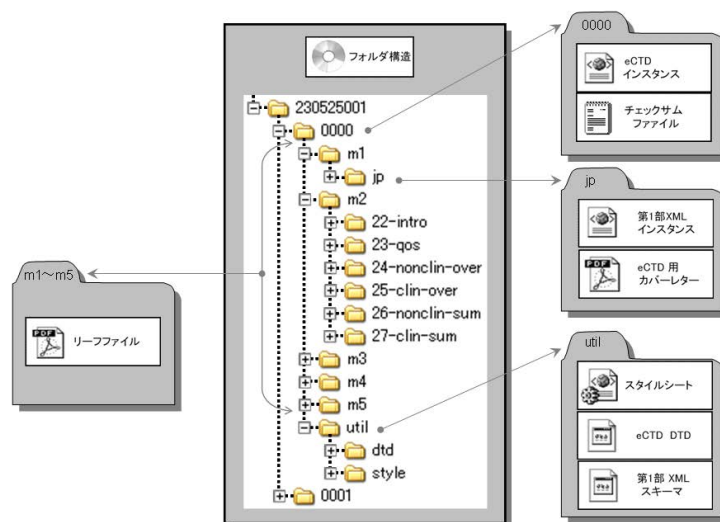 フォルダ構造
230525001
0000
m1
jp
m2
22-intro
23-qos
24-nonclin-over
25-clin-over
26-nonclin-sum
27-clin-sum
m3
m4
m5
util
dtd
style
0001
m1～m5
PDF
リーフファイル
0000
eCTD
インスタンス
チェックサム
ファイル
jp
第1部XML
インスタンス
PDF
eCTD 用
カバーレター
util
スタイルシート
eCTD DTD
第1部 XML
スキーマ